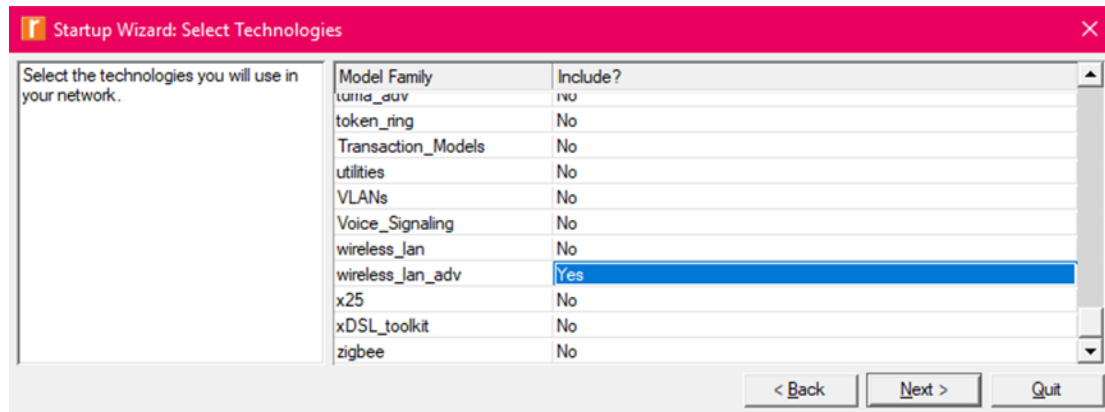 Startup Wizard: Select Technologies
Select the technologies you will use in
your network.
Model Family Include?
tdma_adv No
token_ring No
Transaction_Models No
utilities No
VLANs No
Voice_Signaling No
wireless_lan No
wireless_lan_adv Yes
x25 No
xDSL_toolkit No
zigbee No
< Back Next > Quit